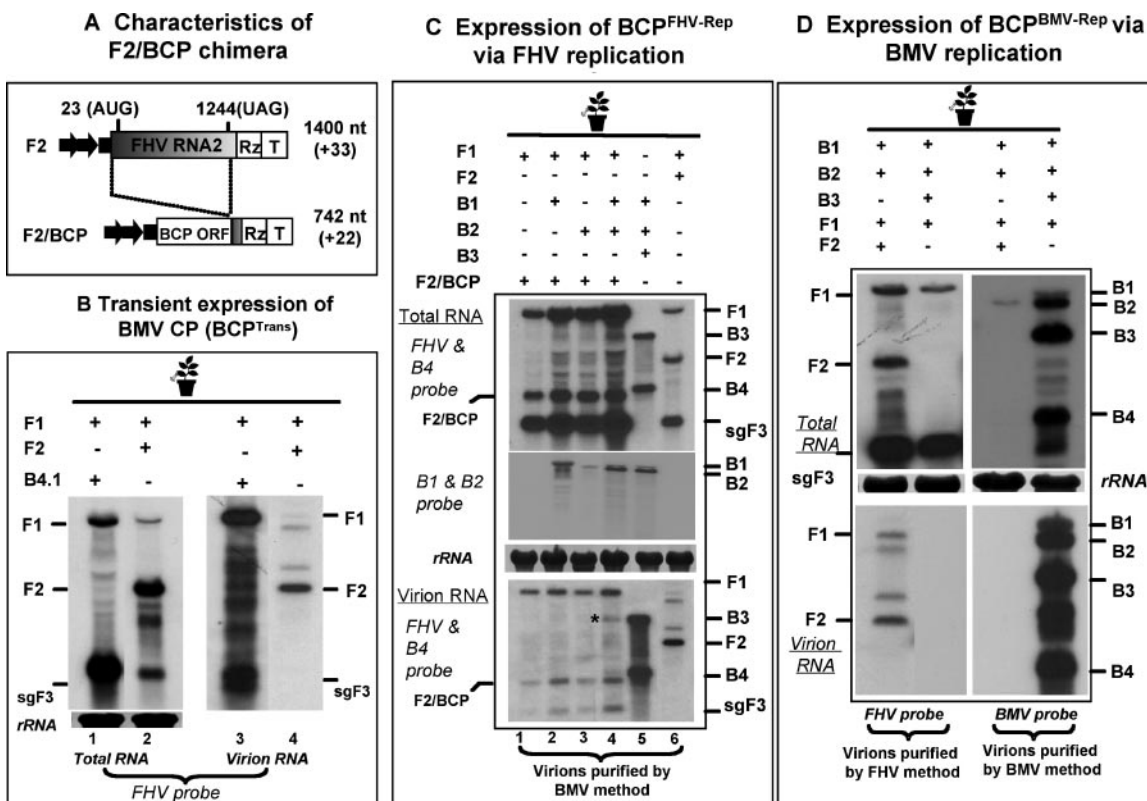 A Characteristics of
F2/BCP chimera
23 (AUG)
1244(UAG)
F2
FHV RNA2
Rz
T
1400 nt
(+33)
F2/BCP
BCP ORF
Rz
T
742 nt
(+22)
B Transient expression of
BMV CP (BCPTrans)
F1 + + + +
F2 - + - +
B4.1 + - + -
F1
F2
sgF3
F1
F2
sgF3
rRNA
1 2 3 4
Total RNA
Virion RNA
FHV probe
C Expression of BCPFHV-Rep
via FHV replication
F1 + + + + - +
F2 - - - - - +
B1 - + - + + -
B2 - - + + + -
B3 - - - - + -
F2/BCP + + + + - -
Total RNA
FHV &
B4
probe
F2/BCP
F1
B3
F2
B4
sgF3
B1 & B2
probe
B1
B2
rRNA
Virion RNA
FHV &
B4
probe
F2/BCP
*
F1
B3
F2
B4
sgF3
1 2 3 4 5 6
Virions purified by
BMV method
D Expression of BCPBMV-Rep via
BMV replication
B1 + + + +
B2 + + + +
B3 - + - +
F1 + + + +
F2 + - + -
F1
F2
Total
RNA
sgF3
B1
B2
B3
B4
rRNA
F1
F2
Virion
RNA
B1
B2
B3
B4
FHV probe
BMV probe
Virions purified
by FHV method
Virions purified
by BMV method